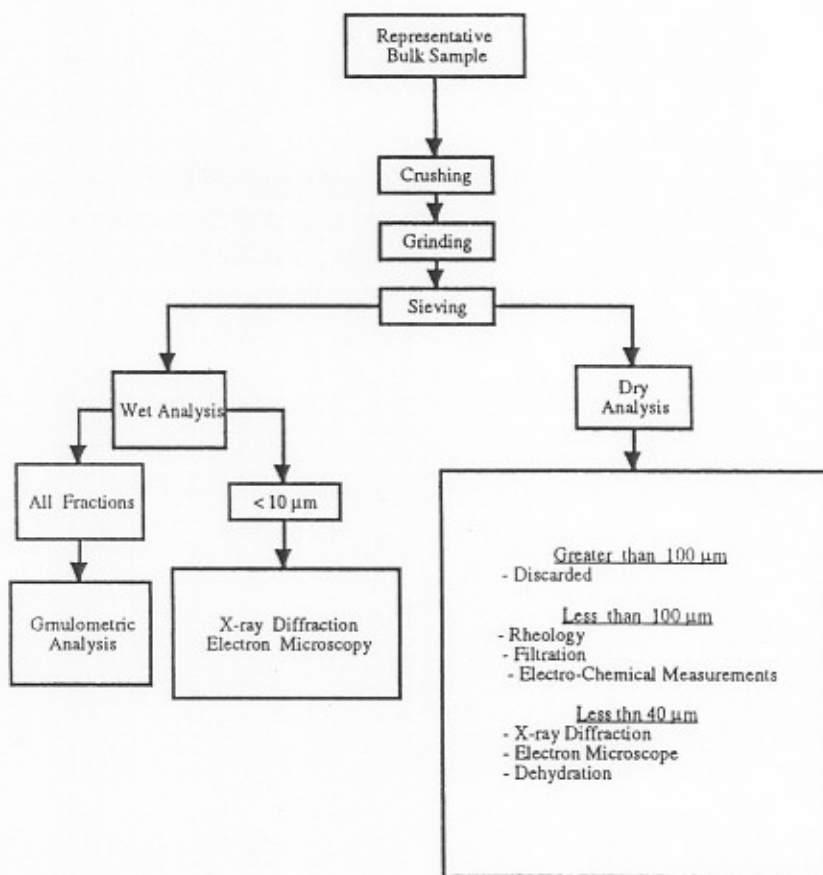 Representative
Bulk Sample
Crushing
Grinding
Sieving
Wet Analysis
Dry
Analysis
All Fractions
< 10 µm
Grnulometric
Analysis
X-ray Diffraction
Electron Microscopy
Greater than 100 µm
- Discarded
Less than 100 µm
- Rheology
- Filtration
- Electro-Chemical Measurements
Less thn 40 µm
- X-ray Diffraction
- Electron Microscope
- Dehydration